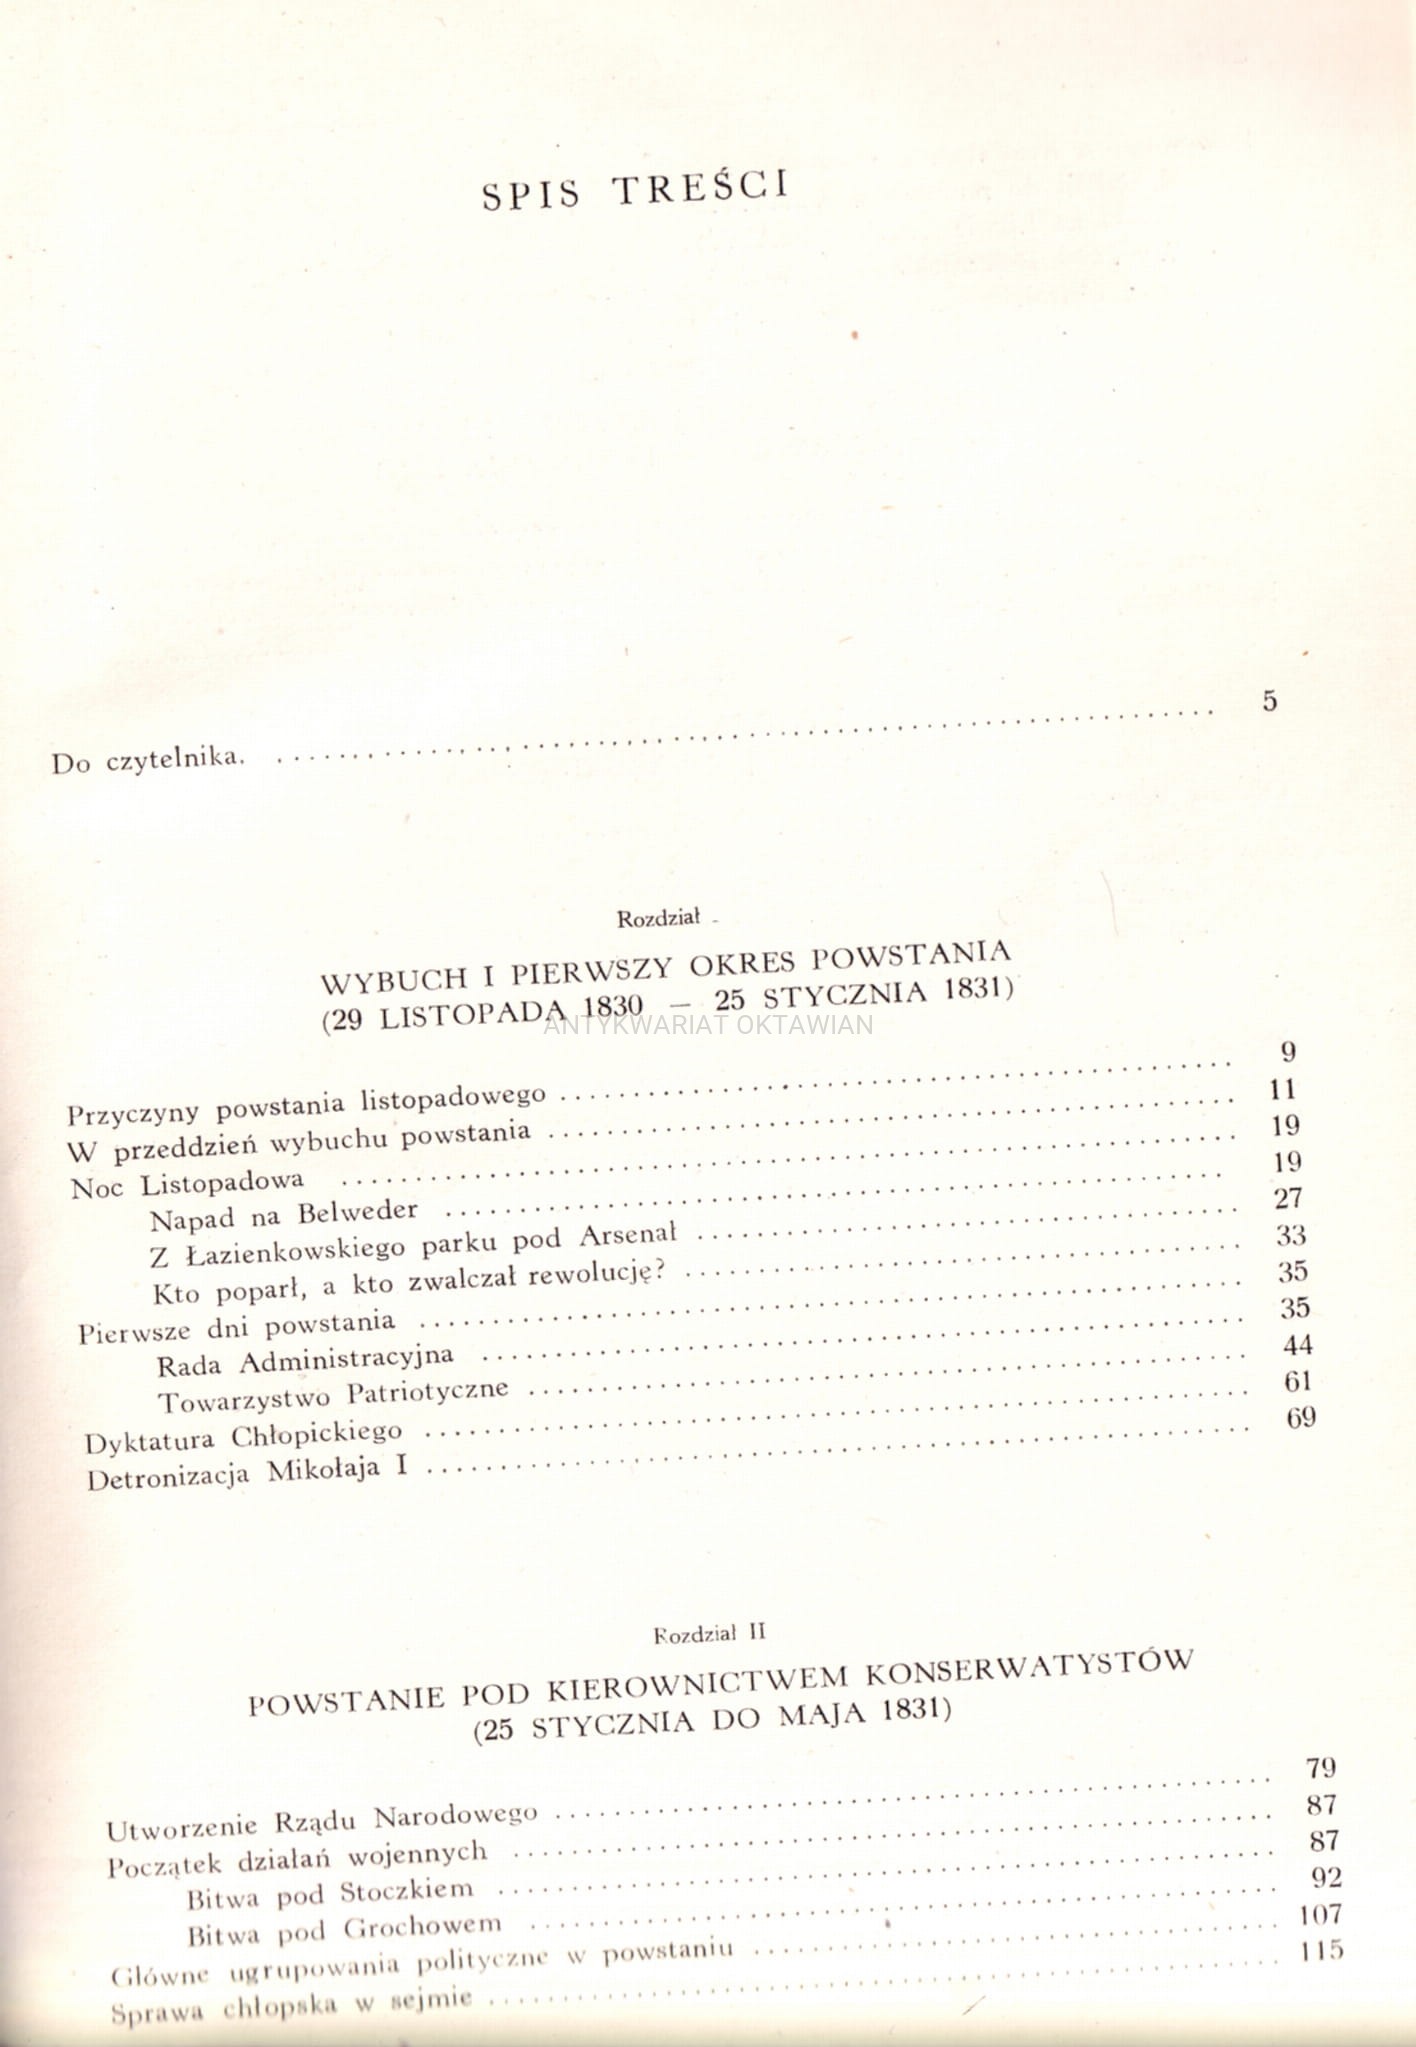 SPIS TREŚCI
Do czytelnika. . . . . . . . . . . . . . . . . . . . . . . . 5
Rozdział -
WYBUCH I PIERWSZY OKRES POWSTANIA
(29 LISTOPADA 1830 — 25 STYCZNIA 1831)
ANTYKWARIAT OKTAWIAN
Przyczyny powstania listopadowego . . . . . . . . . . . . 9
W przeddzień wybuchu powstania . . . . . . . . . . . . 11
Noc Listopadowa . . . . . . . . . . . . 19
Napad na Belweder . . . . . . . . . . . . 19
Z Łazienkowskiego parku pod Arsenał . . . . . . . . . . . . 27
Kto poparł, a kto zwalczał rewolucję? . . . . . . . . . . . . 33
Pierwsze dni powstania . . . . . . . . . . . . 35
Rada Administracyjna . . . . . . . . . . . . 35
Towarzystwo Patriotyczne . . . . . . . . . . . . 44
Dyktatura Chłopickiego . . . . . . . . . . . . 61
Detronizacja Mikołaja I . . . . . . . . . . . . 69
Rozdział II
POWSTANIE POD KIEROWNICTWEM KONSERWATYSTÓW
(25 STYCZNIA DO MAJA 1831)
Utworzenie Rządu Narodowego . . . . . . . . . . . . 79
Początek działań wojennych . . . . . . . . . . . . 87
Bitwa pod Stoczkiem . . . . . . . . . . . . 87
Bitwa pod Grochowem . . . . . . . . . . . . 92
Główne ugrupowania polityczne w powstaniu . . . . . . . . . . . . 107
Sprawa chłopska w sejmie . . . . . . . . . . . . 115